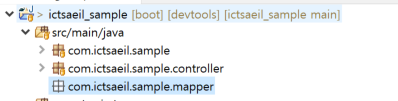 ictsaeil_sample [boot] [devtools] [ictsaeil_sample main]
src/main/java
com.ictsaeil.sample
com.ictsaeil.sample.controller
com.ictsaeil.sample.mapper